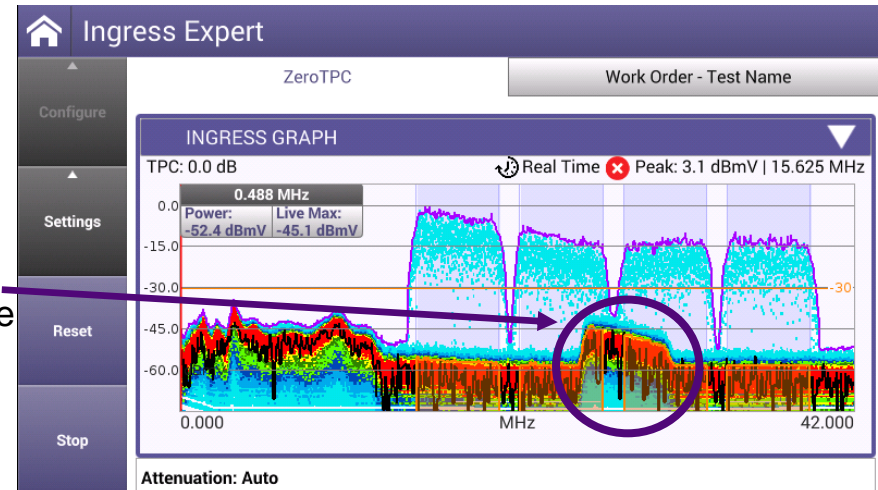 Ingress Expert
Configure
ZeroTPC
Work Order - Test Name
INGRESS GRAPH
TPC: 0.0 dB
Real Time
Peak: 3.1 dBmV | 15.625 MHz
Settings
0.488 MHz
Power:
Live Max:
-52.4 dBmV
-45.1 dBmV
0.0
-15.0
-30.0
-30
e
Reset
-45.0
-60.0
0.000
MHz
42.000
Stop
Attenuation: Auto